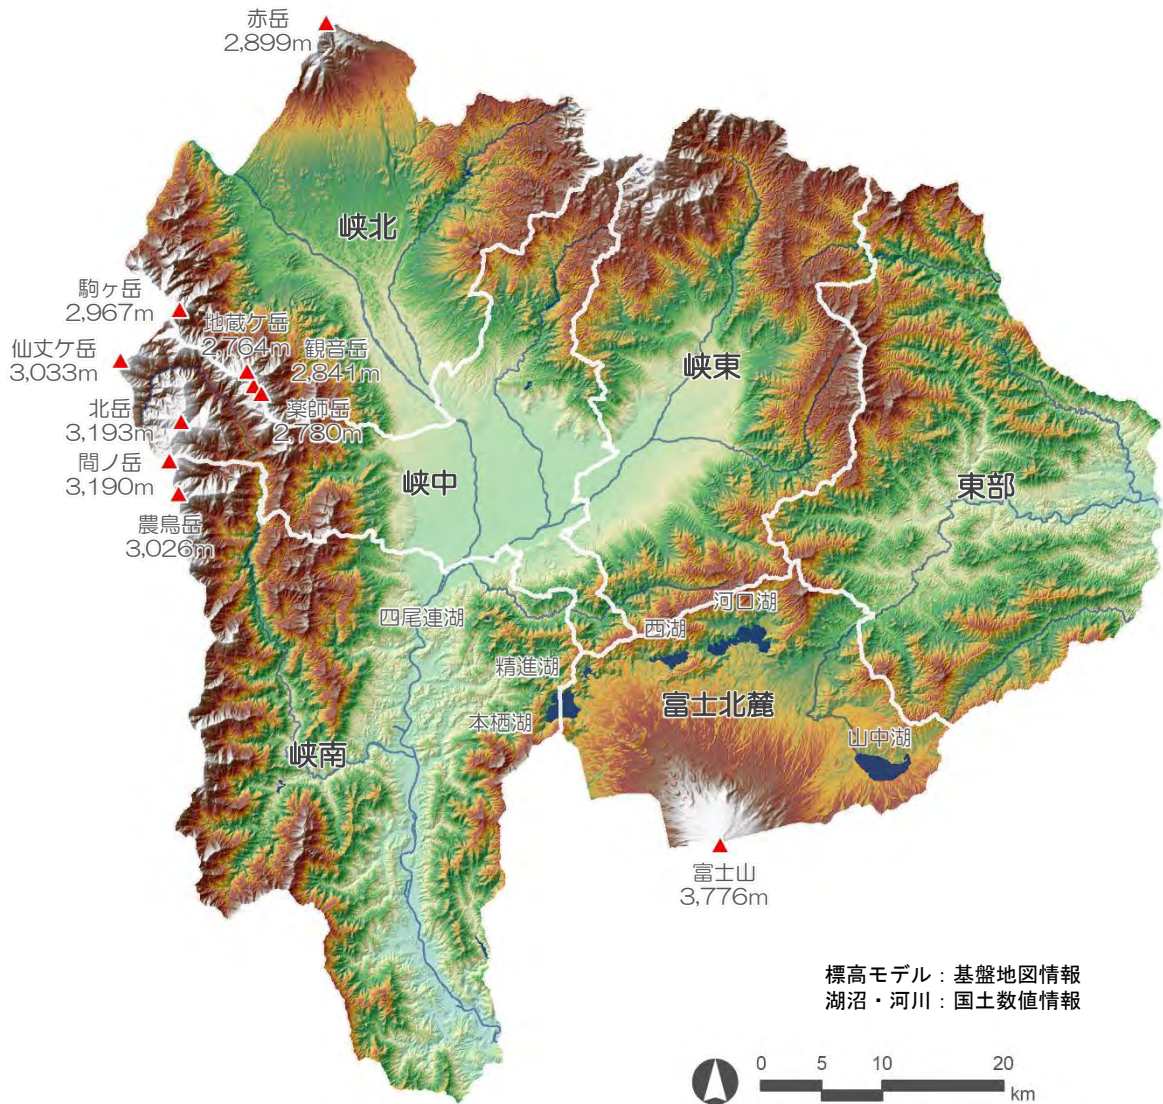 赤岳
2,899m
峡北
駒ヶ岳
2,967m
地蔵ケ岳
2,764m
観音岳
2,841m
仙丈ケ岳
3,033m
薬師岳
2,780m
北岳
3,193m
間ノ岳
3,190m
農鳥岳
3,026m
峡東
峡中
東部
四尾連湖
河口湖
西湖
精進湖
本栖湖
富士北麓
山中湖
峡南
富士山
3,776m
標高モデル：基盤地図情報
湖沼・河川：国土数値情報
0 5 10 20
km